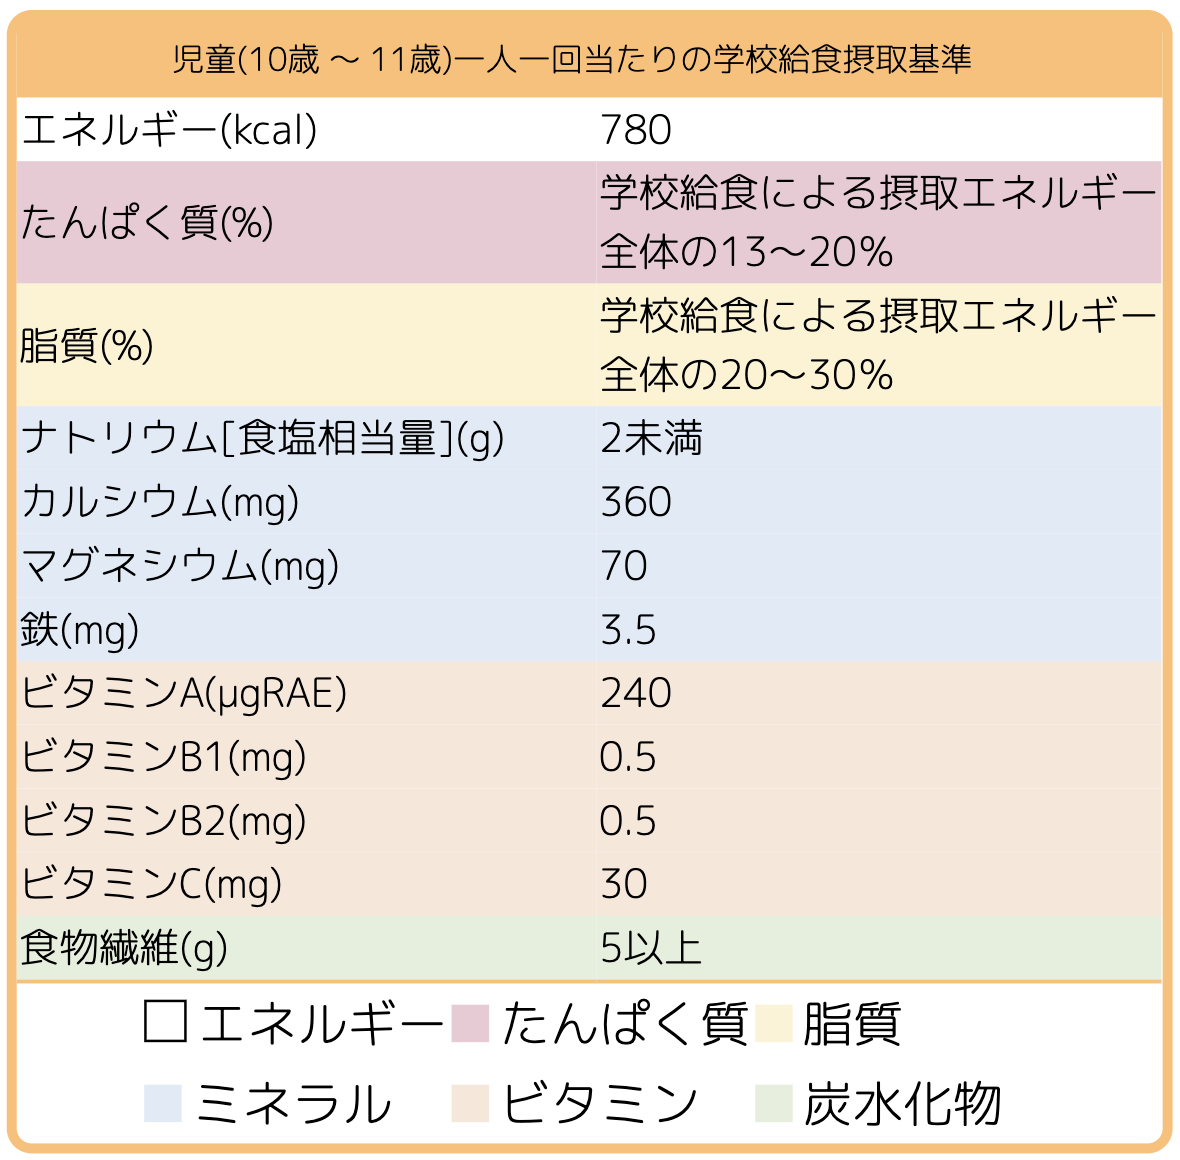 児童(10歳 ～ 11歳)一人一回当たりの学校給食摂取基準
エネルギー(kcal) 780
たんぱく質(%) 学校給食による摂取エネルギー
全体の13～20%
脂質(%) 学校給食による摂取エネルギー
全体の20～30%
ナトリウム[食塩相当量](g) 2未満
カルシウム(mg) 360
マグネシウム(mg) 70
鉄(mg) 3.5
ビタミンA(μgRAE) 240
ビタミンB1(mg) 0.5
ビタミンB2(mg) 0.5
ビタミンC(mg) 30
食物繊維(g) 5以上
エネルギー たんぱく質 脂質
ミネラル ビタミン 炭水化物